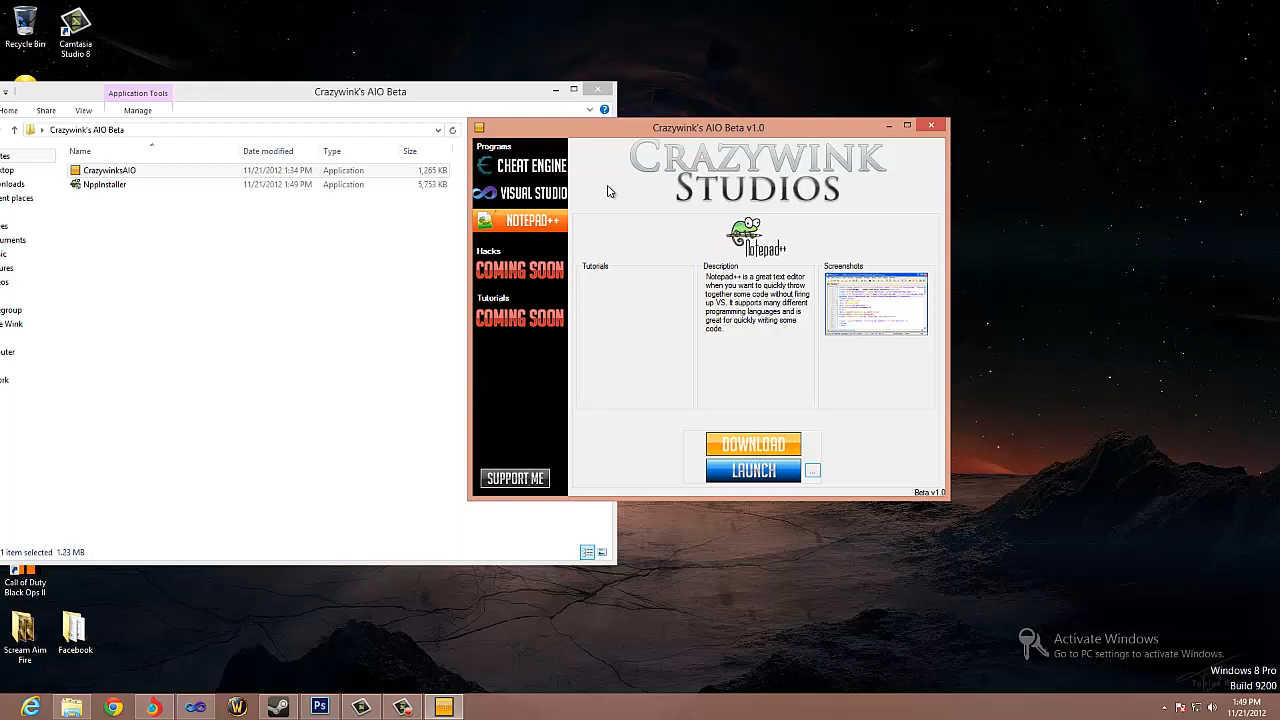 Recycle Bin
Camtasia
Studio 8
Application Tools
Crazywink's AIO Beta
Home
Share
View
Manage
Crazywink's AIO Beta
Name
Date modified
Type
Size
CrazywinksAIO
11/21/2012 1:34 PM
Application
1,265 KB
NppInstaller
11/21/2012 1:49 PM
Application
5,753 KB
1 item selected 1.23 MB
Crazywink's AIO Beta v1.0
Programs
CHEAT ENGINE
VISUAL STUDIO
NOTEPAD++
Hacks
COMING SOON
Tutorials
COMING SOON
SUPPORT ME
CRAZYWINK
STUDIOS
Notepad++
Tutorials
Description
Notepad++ is a great text editor
when you want to quickly throw
together some code without firing
up VS. It supports many different
programming languages and is
great for quickly writing some
code.
Screenshots
DOWNLOAD
LAUNCH
...
Beta v1.0
Call of Duty
Black Ops II
Scream Aim
Fire
Facebook
Activate Windows
Go to PC settings to activate Windows.
Windows 8 Pro
Build 9200
1:49 PM
11/21/2012